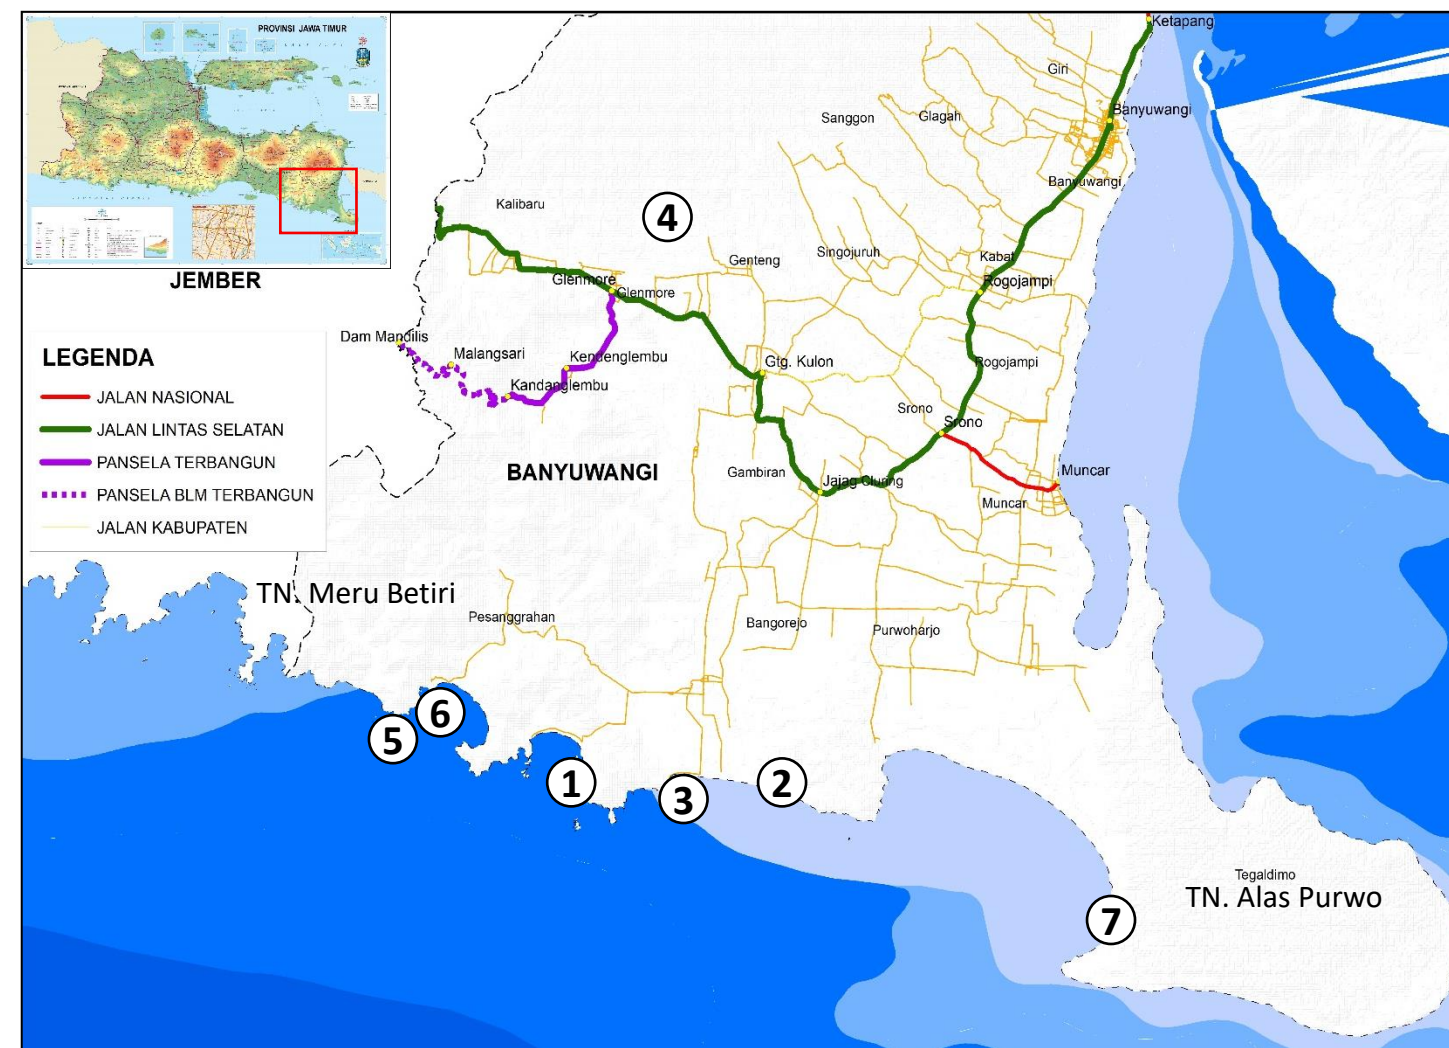 PROVINSI JAWA TIMUR
JEMBER
LEGENDA
JALAN NASIONAL
JALAN LINTAS SELATAN
PANSELA TERBANGUN
PANSELA BLM TERBANGUN
JALAN KABUPATEN
Ketapang
Giri
Banyuwangi
Sanggon
Glagah
Banyuwangi
Kalibaru
4
Singojuruh
Kabat
Genteng
Glenmore
Glenmore
Rogojampi
Dam Mandilis
Malangsari
Kendenglembu
Gtg. Kulon
Rogojampi
Kandanglembu
Srono
Srono
BANYUWANGI
Gambiran
Jajag
Cluring
Muncar
Muncar
TN. Meru Betiri
Pesanggrahan
Bangorejo
Purwoharjo
6
5
1
2
3
Tegaldimo
TN. Alas Purwo
7